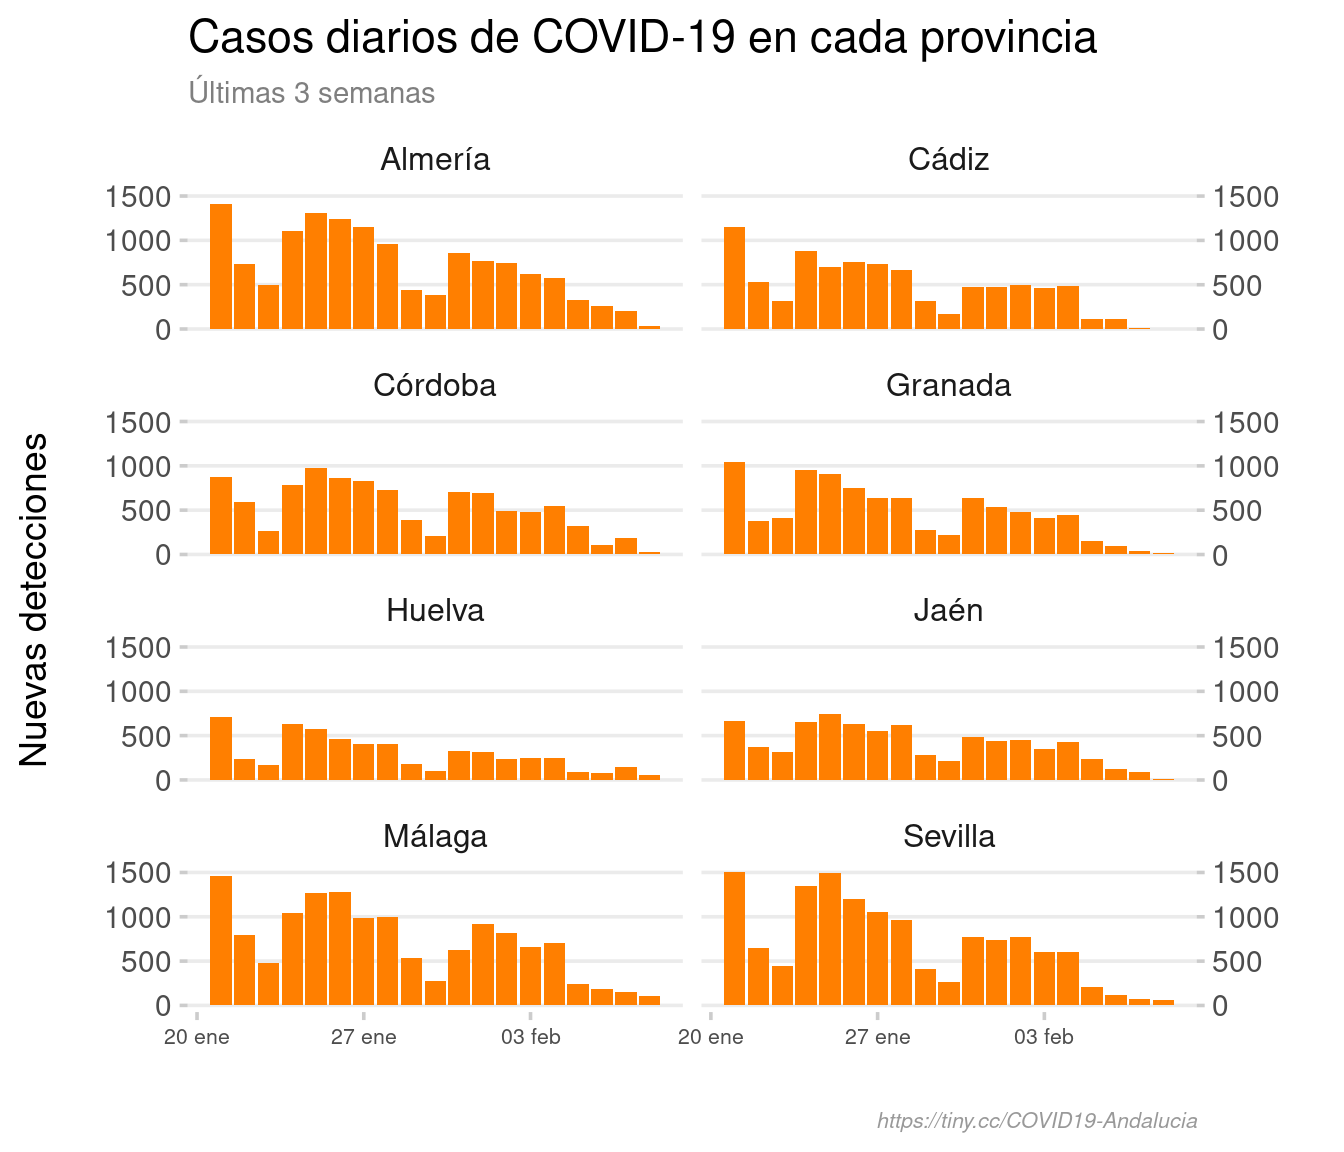 Casos diarios de COVID-19 en cada provincia
Últimas 3 semanas
Nuevas detecciones
Almería
Cádiz
1500
1000
500
0
1500
1000
500
0
Córdoba
Granada
1500
1000
500
0
1500
1000
500
0
Huelva
Jaén
1500
1000
500
0
1500
1000
500
0
Málaga
Sevilla
1500
1000
500
0
1500
1000
500
0
20 ene 27 ene 03 feb
20 ene 27 ene 03 feb
https://tiny.cc/COVID19-Andalucia